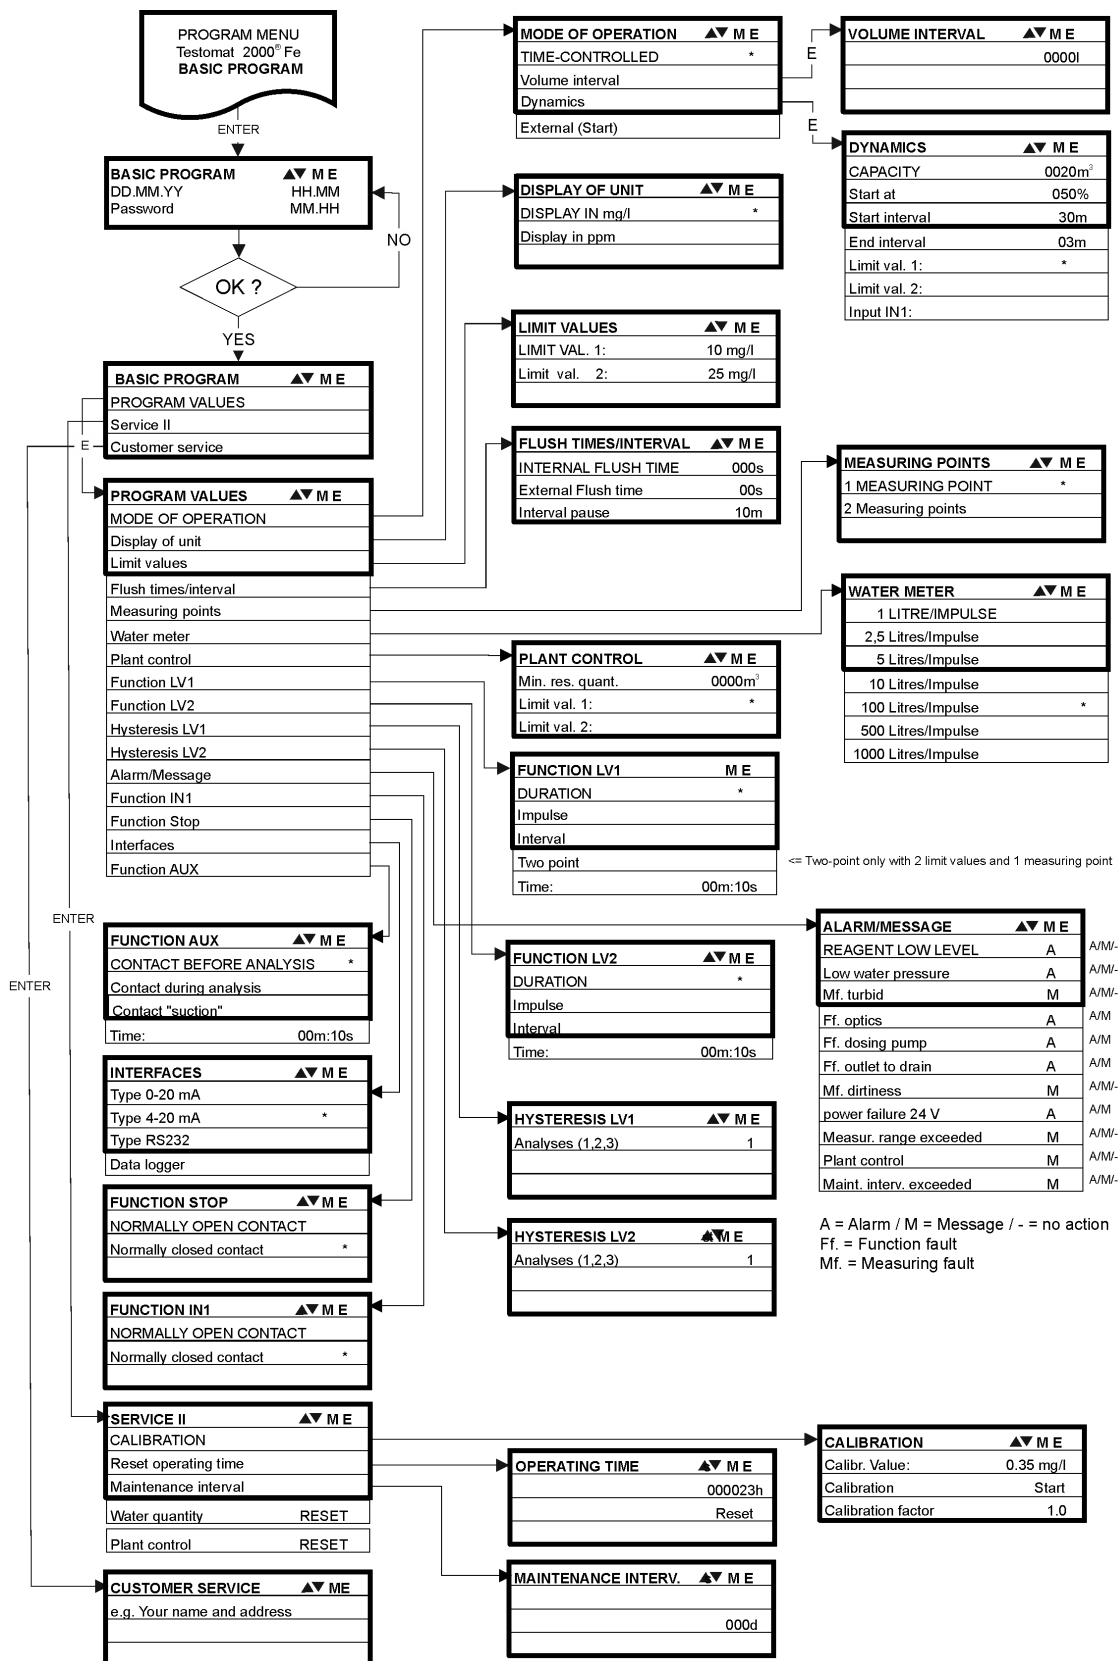 PROGRAM MENU
Testomat 2000® Fe
BASIC PROGRAM
ENTER
BASIC PROGRAM ▲▼ M E
DD.MM.YY HH.MM
Password MM.HH
NO
OK ?
YES
BASIC PROGRAM ▲▼ M E
PROGRAM VALUES
Service II
Customer service
E
PROGRAM VALUES ▲▼ M E
MODE OF OPERATION
Display of unit
Limit values
Flush times/interval
Measuring points
Water meter
Plant control
Function LV1
Function LV2
Hysteresis LV1
Hysteresis LV2
Alarm/Message
Function IN1
Function Stop
Interfaces
Function AUX
ENTER
ENTER
FUNCTION AUX ▲▼ M E
CONTACT BEFORE ANALYSIS *
Contact during analysis
Contact "suction"
Time: 00m:10s
INTERFACES ▲▼ M E
Type 0-20 mA
Type 4-20 mA *
Type RS232
Data logger
FUNCTION STOP ▲▼ M E
NORMALLY OPEN CONTACT
Normally closed contact *
FUNCTION IN1 ▲▼ M E
NORMALLY OPEN CONTACT
Normally closed contact *
SERVICE II ▲▼ M E
CALIBRATION
Reset operating time
Maintenance interval
Water quantity RESET
Plant control RESET
CUSTOMER SERVICE ▲▼ ME
e.g. Your name and address
MODE OF OPERATION ▲▼ M E
TIME-CONTROLLED *
Volume interval
Dynamics
External (Start)
E
E
DISPLAY OF UNIT ▲▼ M E
DISPLAY IN mg/l *
Display in ppm
LIMIT VALUES ▲▼ M E
LIMIT VAL. 1: 10 mg/l
Limit val. 2: 25 mg/l
FLUSH TIMES/INTERVAL ▲▼ M E
INTERNAL FLUSH TIME 000s
External Flush time 00s
Interval pause 10m
PLANT CONTROL ▲▼ M E
Min. res. quant. 0000m³
Limit val. 1: *
Limit val. 2:
FUNCTION LV1 M E
DURATION *
Impulse
Interval
Two point
Time: 00m:10s
<= Two-point only with 2 limit values and 1 measuring point
FUNCTION LV2 ▲▼ M E
DURATION *
Impulse
Interval
Time: 00m:10s
HYSTERESIS LV1 ▲▼ M E
Analyses (1,2,3) 1
HYSTERESIS LV2 ▲▼ M E
Analyses (1,2,3) 1
OPERATING TIME ▲▼ M E
000023h
Reset
MAINTENANCE INTERV. ▲▼ M E
000d
VOLUME INTERVAL ▲▼ M E
0000l
DYNAMICS ▲▼ M E
CAPACITY 0020m³
Start at 050%
Start interval 30m
End interval 03m
Limit val. 1: *
Limit val. 2:
Input IN1:
MEASURING POINTS ▲▼ M E
1 MEASURING POINT *
2 Measuring points
WATER METER ▲▼ M E
1 LITRE/IMPULSE
2,5 Litres/Impulse
5 Litres/Impulse
10 Litres/Impulse
100 Litres/Impulse *
500 Litres/Impulse
1000 Litres/Impulse
ALARM/MESSAGE ▲▼ M E
REAGENT LOW LEVEL A A/M/-
Low water pressure A A/M/-
Mf. turbid M A/M/-
Ff. optics A A/M
Ff. dosing pump A A/M
Ff. outlet to drain A A/M
Mf. dirtiness M A/M/-
power failure 24 V A A/M
Measur. range exceeded M A/M/-
Plant control M A/M/-
Maint. interv. exceeded M A/M/-
A = Alarm / M = Message / - = no action
Ff. = Function fault
Mf. = Measuring fault
CALIBRATION ▲▼ M E
Calibr. Value: 0.35 mg/l
Calibration Start
Calibration factor 1.0